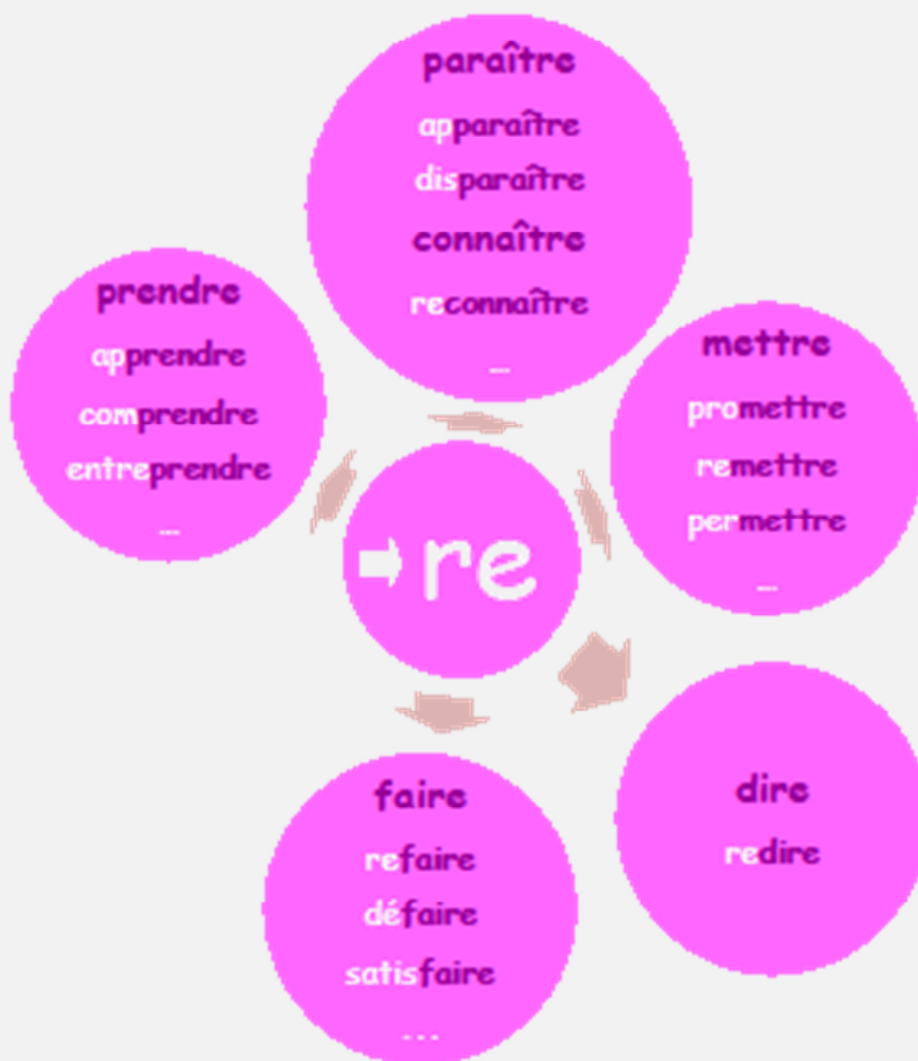 paraître
apparaître
disparaître
connaître
reconnaître
...
prendre
apprendre
comprendre
entreprendre
...
mettre
promettre
remettre
permettre
...
re
dire
redire
faire
refaire
défaire
satisfaire
...